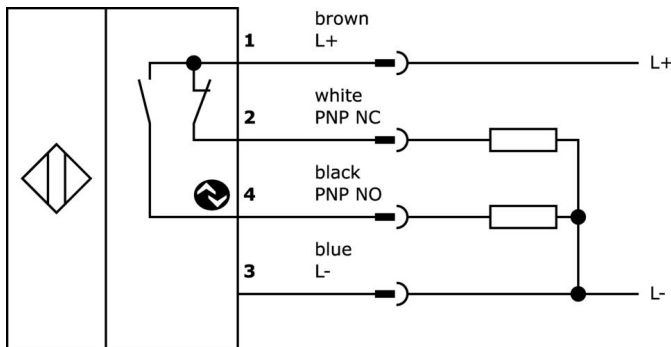 brown
1 L+ L+
white
2 PNP NC
black
4 PNP NO
blue
3 L- L-